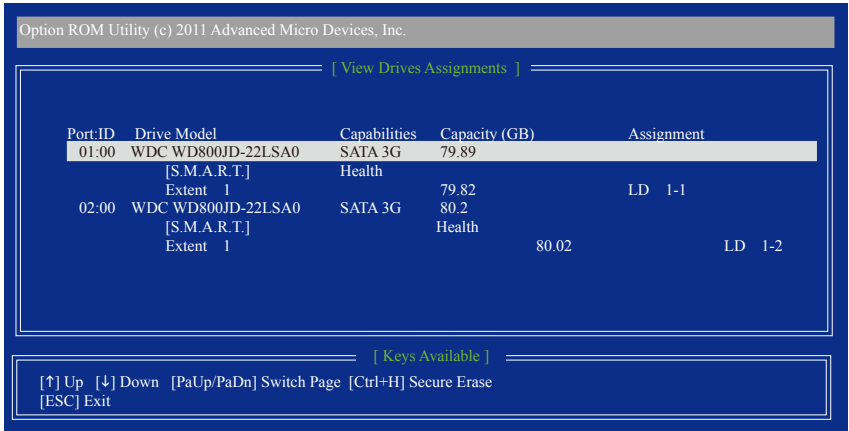 Option ROM Utility (c) 2011 Advanced Micro Devices, Inc.
[ View Drives Assignments ]
Port:ID Drive Model Capabilities Capacity (GB) Assignment
01:00 WDC WD800JD-22LSA0 SATA 3G 79.89
[S.M.A.R.T.] Health
Extent 1 79.82 LD 1-1
02:00 WDC WD800JD-22LSA0 SATA 3G 80.2
[S.M.A.R.T.] Health
Extent 1 80.02 LD 1-2
[ Keys Available ]
[↑] Up [↓] Down [PaUp/PaDn] Switch Page [Ctrl+H] Secure Erase
[ESC] Exit